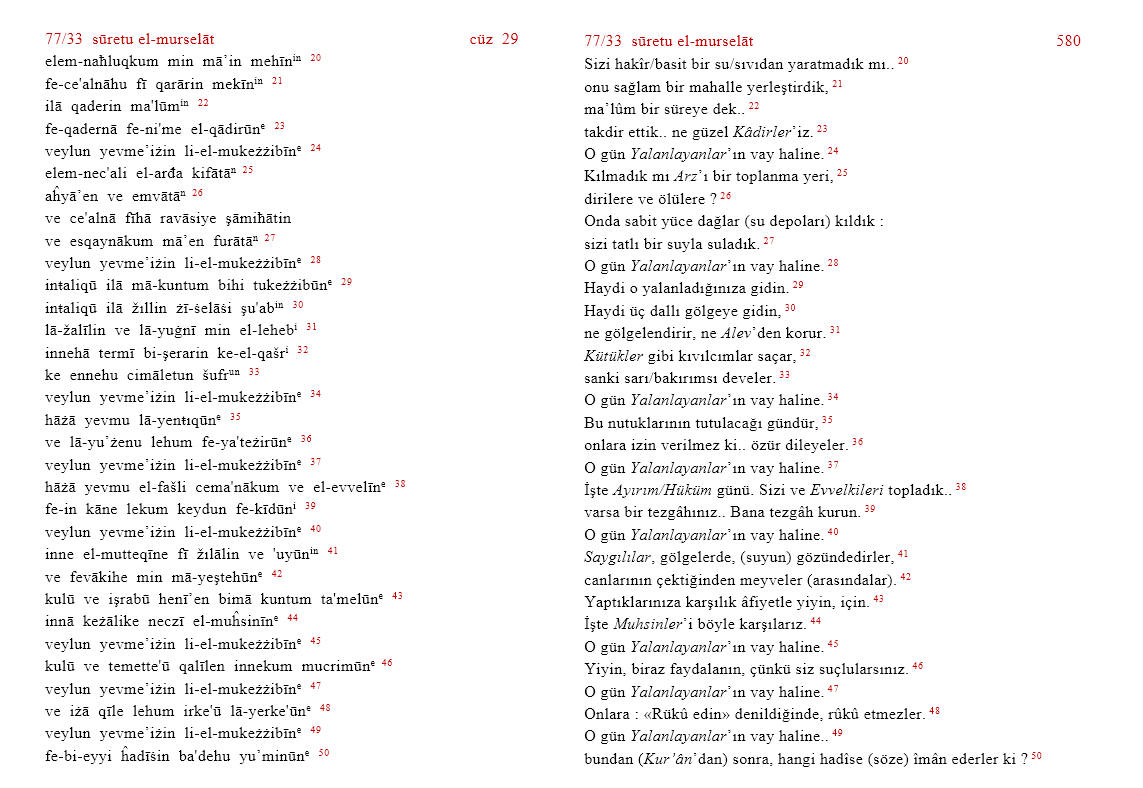 77/33 sūretu el-murselāt cüz 29
elem-naħluqkum min mā’in mehīnⁱⁿ 20
fe-ce'alnāhu fī qarārin mekīnⁱⁿ 21
ilā qaderin ma'lūmⁱⁿ 22
fe-qadernā fe-ni'me el-qādirūnᵉ 23
veylun yevme’iżin li-el-mukeżżibīnᵉ 24
elem-nec'ali el-arđa kifātāⁿ 25
aĥyā’en ve emvātāⁿ 26
ve ce'alnā fīhā ravāsiye şāmiħātin
ve esqaynākum mā’en furātāⁿ 27
veylun yevme’iżin li-el-mukeżżibīnᵉ 28
inŧaliqū ilā mā-kuntum bihi tukeżżibūnᵉ 29
inŧaliqū ilā žıllin żī-ŝelāŝi şu'abⁱⁿ 30
lā-žalīlin ve lā-yuġnī min el-lehebⁱ 31
innehā termī bi-şerarin ke-el-qašrⁱ 32
ke ennehu cimāletun šufrᵘⁿ 33
veylun yevme’iżin li-el-mukeżżibīnᵉ 34
hāżā yevmu lā-yenŧıqūnᵉ 35
ve lā-yu’żenu lehum fe-ya'teżirūnᵉ 36
veylun yevme’iżin li-el-mukeżżibīnᵉ 37
hāżā yevmu el-fašli cema'nākum ve el-evvelīnᵉ 38
fe-in kāne lekum keydun fe-kīdūnⁱ 39
veylun yevme’iżin li-el-mukeżżibīnᵉ 40
inne el-mutteqīne fī žılālin ve 'uyūnⁱⁿ 41
ve fevākihe min mā-yeştehūnᵉ 42
kulū ve işrabū henī’en bimā kuntum ta'melūnᵉ 43
innā keżālike neczī el-muĥsinīnᵉ 44
veylun yevme’iżin li-el-mukeżżibīnᵉ 45
kulū ve temette'ū qalīlen innekum mucrimūnᵉ 46
veylun yevme’iżin li-el-mukeżżibīnᵉ 47
ve iżā qīle lehum irke'ū lā-yerke'ūnᵉ 48
veylun yevme’iżin li-el-mukeżżibīnᵉ 49
fe-bi-eyyi ĥadīŝin ba'dehu yu’minūnᵉ 50
77/33 sūretu el-murselāt 580
Sizi hakîr/basit bir su/sıvıdan yaratmadık mı.. 20
onu sağlam bir mahalle yerleştirdik, 21
ma’lûm bir süreye dek.. 22
takdir ettik.. ne güzel Kâdirler’iz. 23
O gün Yalanlayanlar’ın vay haline. 24
Kılmadık mı Arz’ı bir toplanma yeri, 25
dirilere ve ölülere ? 26
Onda sabit yüce dağlar (su depoları) kıldık :
sizi tatlı bir suyla suladık. 27
O gün Yalanlayanlar’ın vay haline. 28
Haydi o yalanladığınıza gidin. 29
Haydi üç dallı gölgeye gidin, 30
ne gölgelendirir, ne Alev’den korur. 31
Kütükler gibi kıvılcımlar saçar, 32
sanki sarı/bakırımsı develer. 33
O gün Yalanlayanlar’ın vay haline. 34
Bu nutuklarının tutulacağı gündür, 35
onlara izin verilmez ki.. özür dileyeler. 36
O gün Yalanlayanlar’ın vay haline. 37
İşte Ayırım/Hüküm günü. Sizi ve Evvelkileri topladık.. 38
varsa bir tezgâhınız.. Bana tezgâh kurun. 39
O gün Yalanlayanlar’ın vay haline. 40
Saygılılar, gölgelerde, (suyun) gözündedirler, 41
canlarının çektiğinden meyveler (arasındalar). 42
Yaptıklarınıza karşılık âfiyetle yiyin, için. 43
İşte Muhsinler’i böyle karşılarız. 44
O gün Yalanlayanlar’ın vay haline. 45
Yiyin, biraz faydalanın, çünkü siz suçlularsınız. 46
O gün Yalanlayanlar’ın vay haline. 47
Onlara : «Rükû edin» denildiğinde, rûkû etmezler. 48
O gün Yalanlayanlar’ın vay haline.. 49
bundan (Kur’ân’dan) sonra, hangi hadîse (söze) îmân ederler ki ? 50